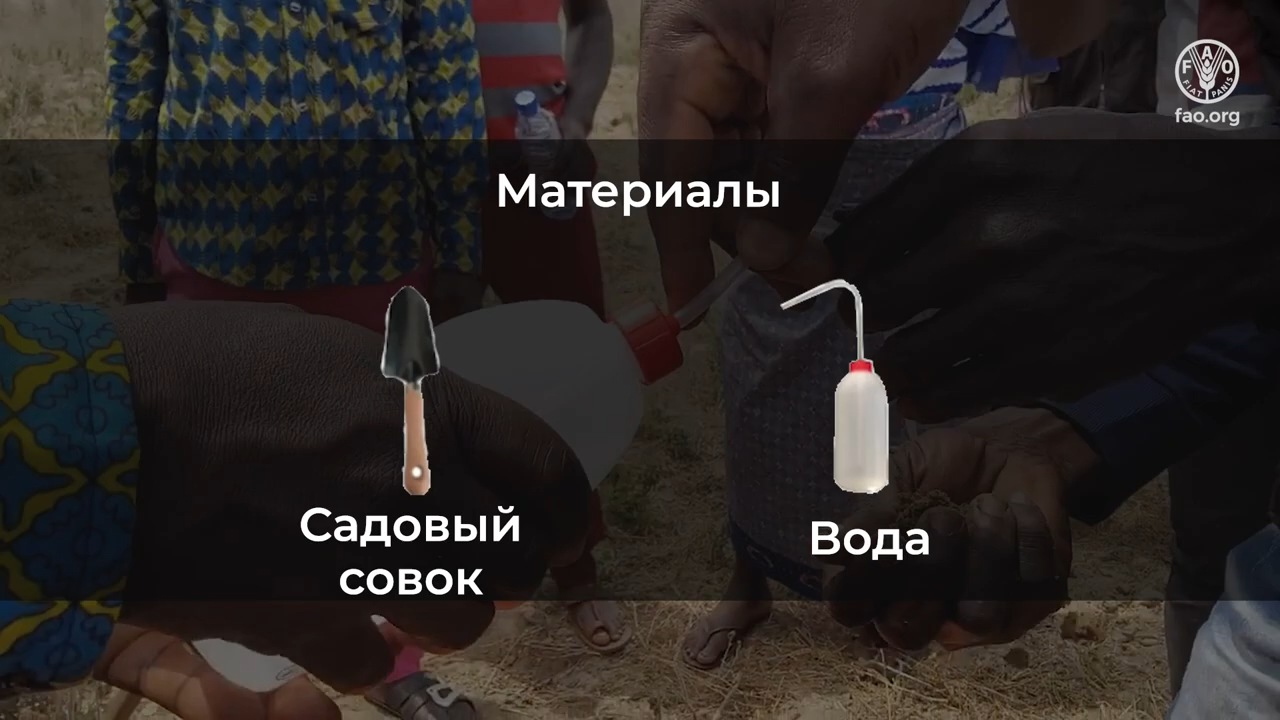 FAO
FIAT PANIS
fao.org
Материалы
Садовый
совок
Вода